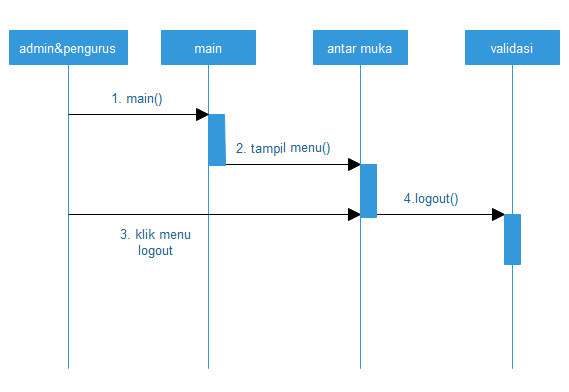 admin&pengurus
main
antar muka
validasi
1. main()
2. tampil menu()
4.logout()
3. klik menu
logout